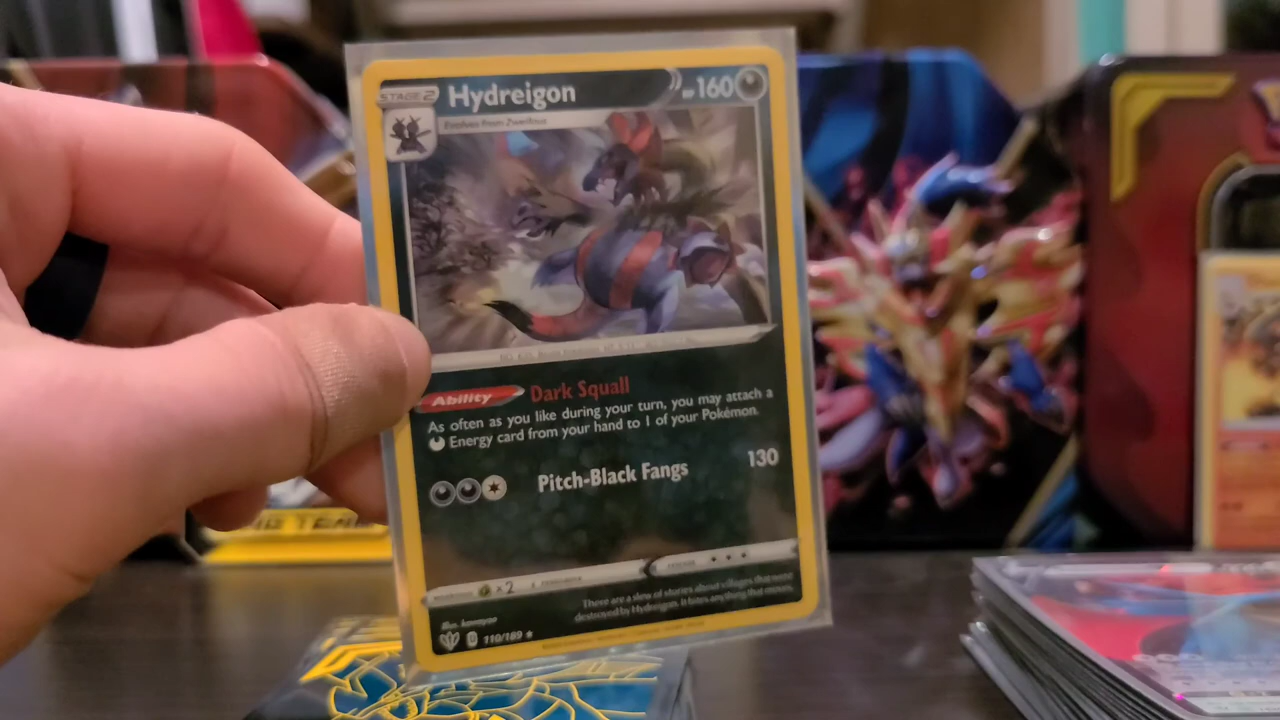 STAGE 2
Hydreigon
HP 160
Evolves from Zweilous
Ability Dark Squall
As often as you like during your turn, you may attach a
Energy card from your hand to 1 of your Pokémon.
Pitch-Black Fangs 130
×2
There are a slew of stories about villages that were
destroyed by Hydreigon. It bites anything that moves.
Illus. kawayoo
110/189